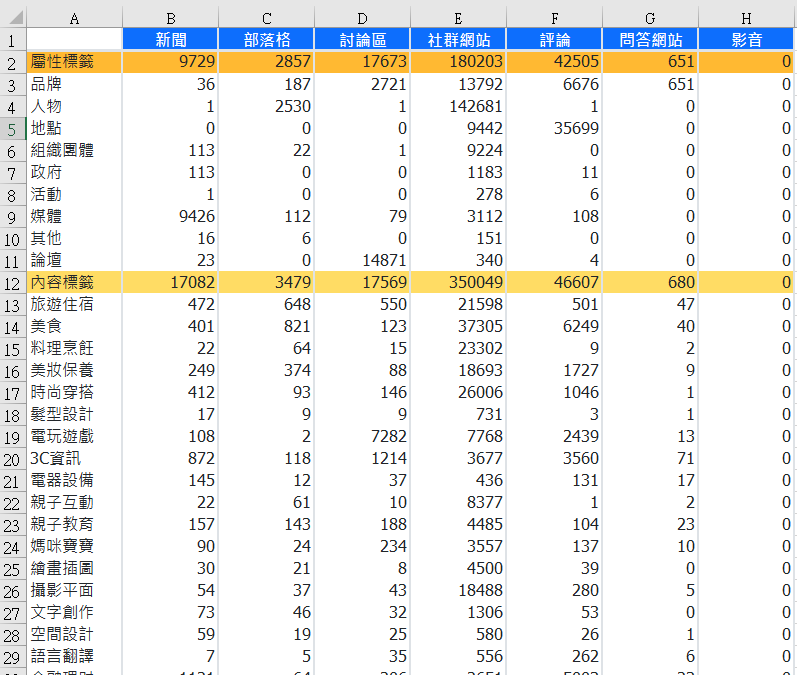 A B C D E F G H
1 新聞 部落格 討論區 社群網站 評論 問答網站 影音
2 屬性標籤 9729 2857 17673 180203 42505 651 0
3 品牌 36 187 2721 13792 6676 651 0
4 人物 1 2530 1 142681 1 0 0
5 地點 0 0 0 9442 35699 0 0
6 組織團體 113 22 1 9224 0 0 0
7 政府 113 0 0 1183 11 0 0
8 活動 1 0 0 278 6 0 0
9 媒體 9426 112 79 3112 108 0 0
10 其他 16 6 0 151 0 0 0
11 論壇 23 0 14871 340 4 0 0
12 內容標籤 17082 3479 17569 350049 46607 680 0
13 旅遊住宿 472 648 550 21598 501 47 0
14 美食 401 821 123 37305 6249 40 0
15 料理烹飪 22 64 15 23302 9 2 0
16 美妝保養 249 374 88 18693 1727 9 0
17 時尚穿搭 412 93 146 26006 1046 1 0
18 髮型設計 17 9 9 731 3 1 0
19 電玩遊戲 108 2 7282 7768 2439 13 0
20 3C資訊 872 118 1214 3677 3560 71 0
21 電器設備 145 12 37 436 131 17 0
22 親子互動 22 61 10 8377 1 2 0
23 親子教育 157 143 188 4485 104 23 0
24 媽咪寶寶 90 24 234 3557 137 10 0
25 繪畫插圖 30 21 8 4500 39 0 0
26 攝影平面 54 37 43 18488 280 5 0
27 文字創作 73 46 32 1306 53 0 0
28 空間設計 59 19 25 580 26 1 0
29 語言翻譯 7 5 35 556 262 6 0